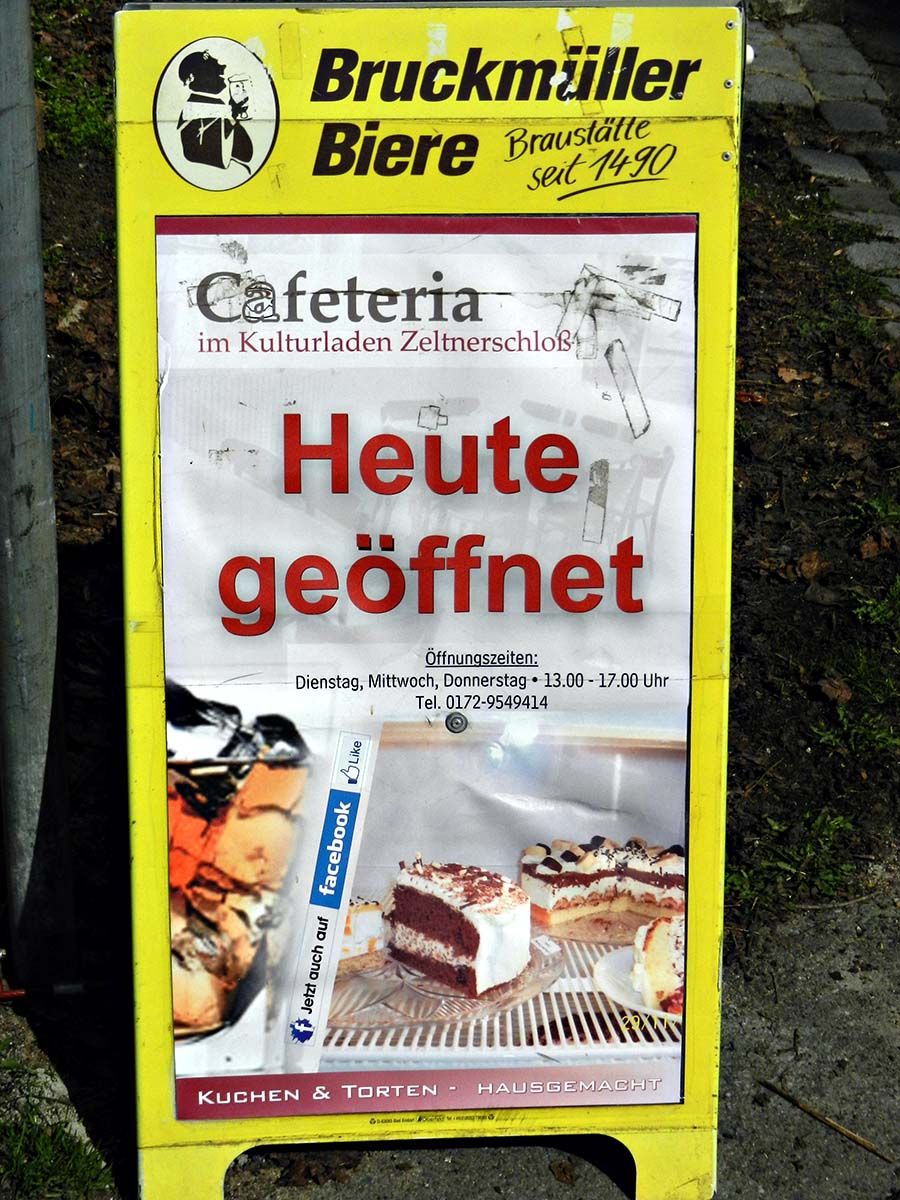 Bruckmüller
Biere
Braustätte
seit 1490
Cafeteria
im Kulturladen Zeltnerschloß
Heute
geöffnet
Öffnungszeiten:
Dienstag, Mittwoch, Donnerstag • 13.00 - 17.00 Uhr
Tel. 0172-9549414
Jetzt auch auf facebook Like
KUCHEN & TORTEN - HAUSGEMACHT